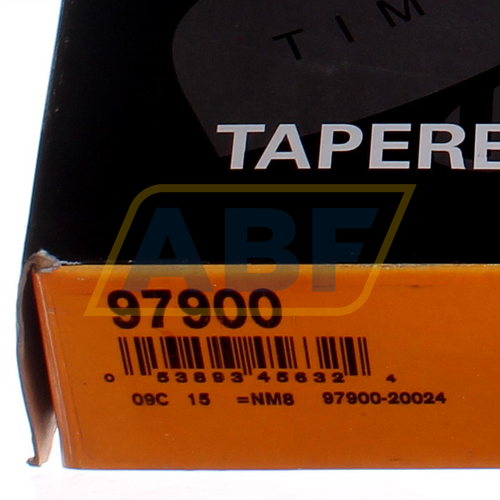 TIM
TAPERE
ABF
97900
0 53893 45632 4
09C 15 =NM8 97900-20024